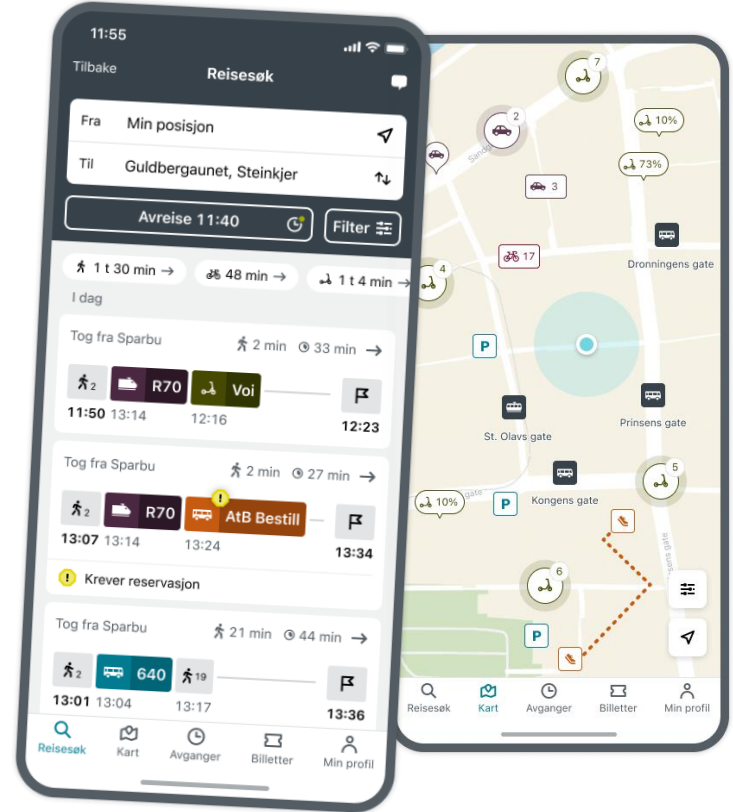 11:55
Tilbake
Reisesøk
Fra Min posisjon
Til Guldbergaunet, Steinkjer
Avreise 11:40
Filter
1 t 30 min →
48 min →
1 t 4 min →
I dag
Tog fra Sparbu 2 min 33 min →
2 R70 Voi
11:50 13:14 12:16 12:23
Tog fra Sparbu 2 min 27 min →
2 R70 AtB Bestill
13:07 13:14 13:24 13:34
Krever reservasjon
Tog fra Sparbu 21 min 44 min →
2 640 19
13:01 13:04 13:17 13:36
Reisesøk Kart Avganger Billetter Min profil
7
2
10%
73%
3
Dronningens gate
17
4
P
St. Olavs gate
Prinsens gate
5
Kongens gate
10%
gate
P
6
P
Reisesøk Kart Avganger Billetter Min profil